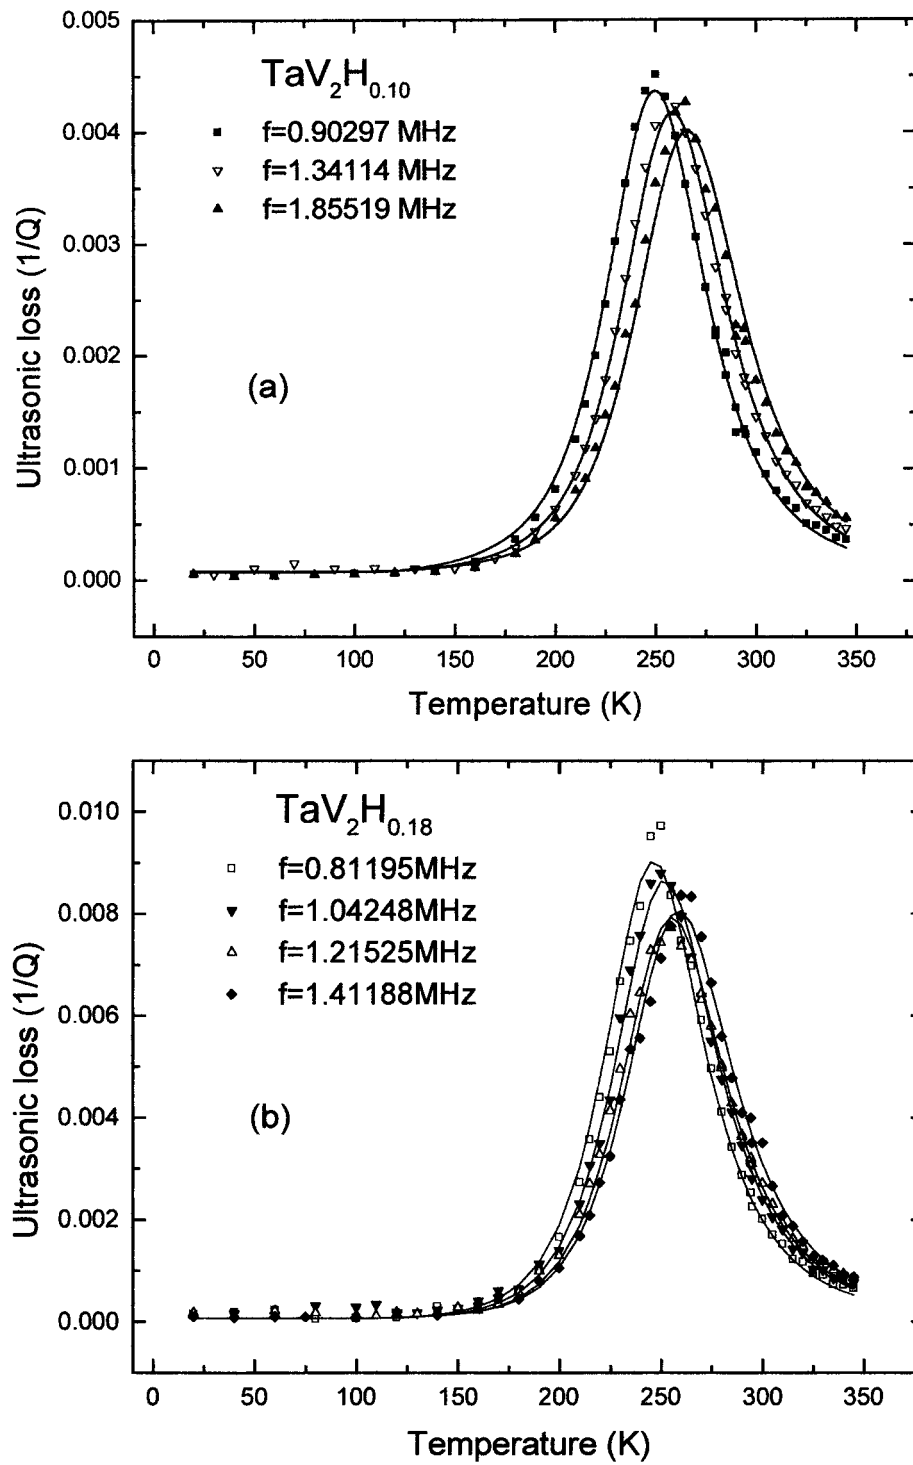 0.005
0.004
0.003
0.002
0.001
0.000
Ultrasonic loss (1/Q)
TaV₂H₀.₁₀
f=0.90297 MHz
f=1.34114 MHz
f=1.85519 MHz
(a)
0 50 100 150 200 250 300 350
Temperature (K)
0.010
0.008
0.006
0.004
0.002
0.000
Ultrasonic loss (1/Q)
TaV₂H₀.₁₈
f=0.81195MHz
f=1.04248MHz
f=1.21525MHz
f=1.41188MHz
(b)
0 50 100 150 200 250 300 350
Temperature (K)